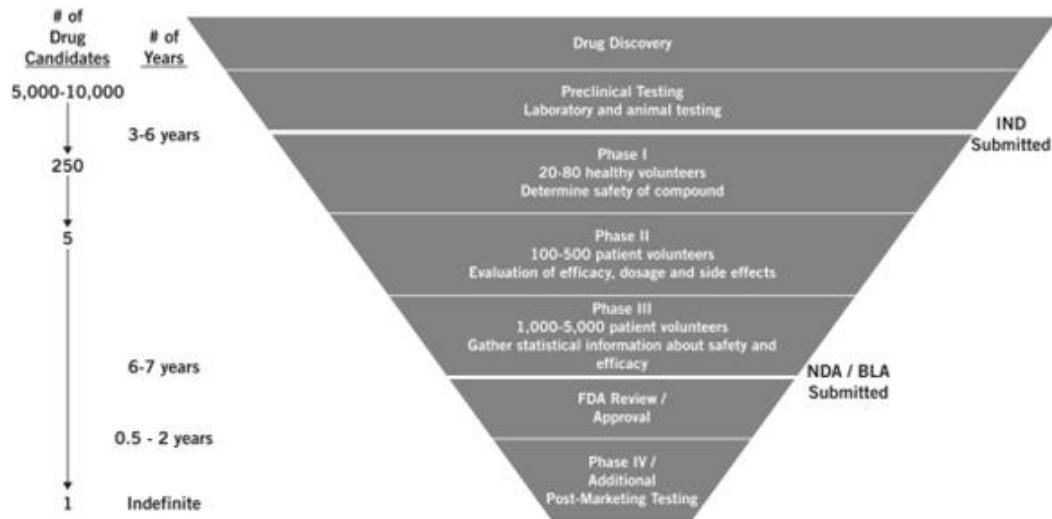 # of
Drug
Candidates
# of
Years
5,000-10,000
3-6 years
250
5
6-7 years
0.5 - 2 years
1
Indefinite
Drug Discovery
Preclinical Testing
Laboratory and animal testing
IND
Submitted
Phase I
20-80 healthy volunteers
Determine safety of compound
Phase II
100-500 patient volunteers
Evaluation of efficacy, dosage and side effects
Phase III
1,000-5,000 patient volunteers
Gather statistical information about safety and
efficacy
NDA / BLA
Submitted
FDA Review /
Approval
Phase IV /
Additional
Post-Marketing Testing